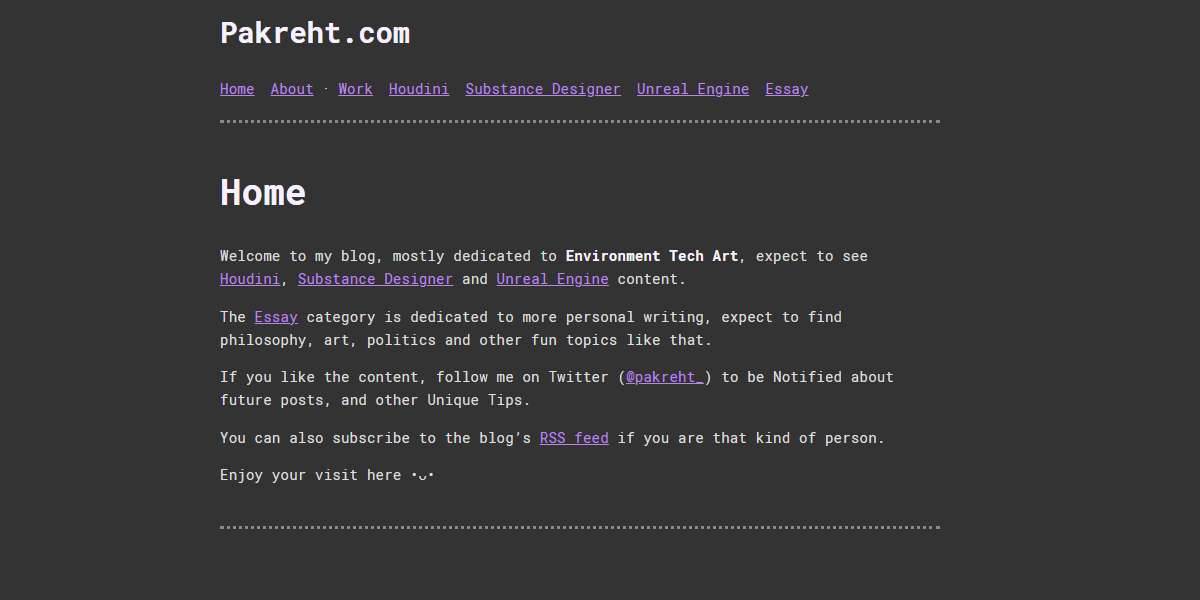 Pakreht.com
Home About · Work Houdini Substance Designer Unreal Engine Essay
Home
Welcome to my blog, mostly dedicated to Environment Tech Art, expect to see
Houdini, Substance Designer and Unreal Engine content.
The Essay category is dedicated to more personal writing, expect to find
philosophy, art, politics and other fun topics like that.
If you like the content, follow me on Twitter (@pakreht_) to be Notified about
future posts, and other Unique Tips.
You can also subscribe to the blog’s RSS feed if you are that kind of person.
Enjoy your visit here ·ᴗ·